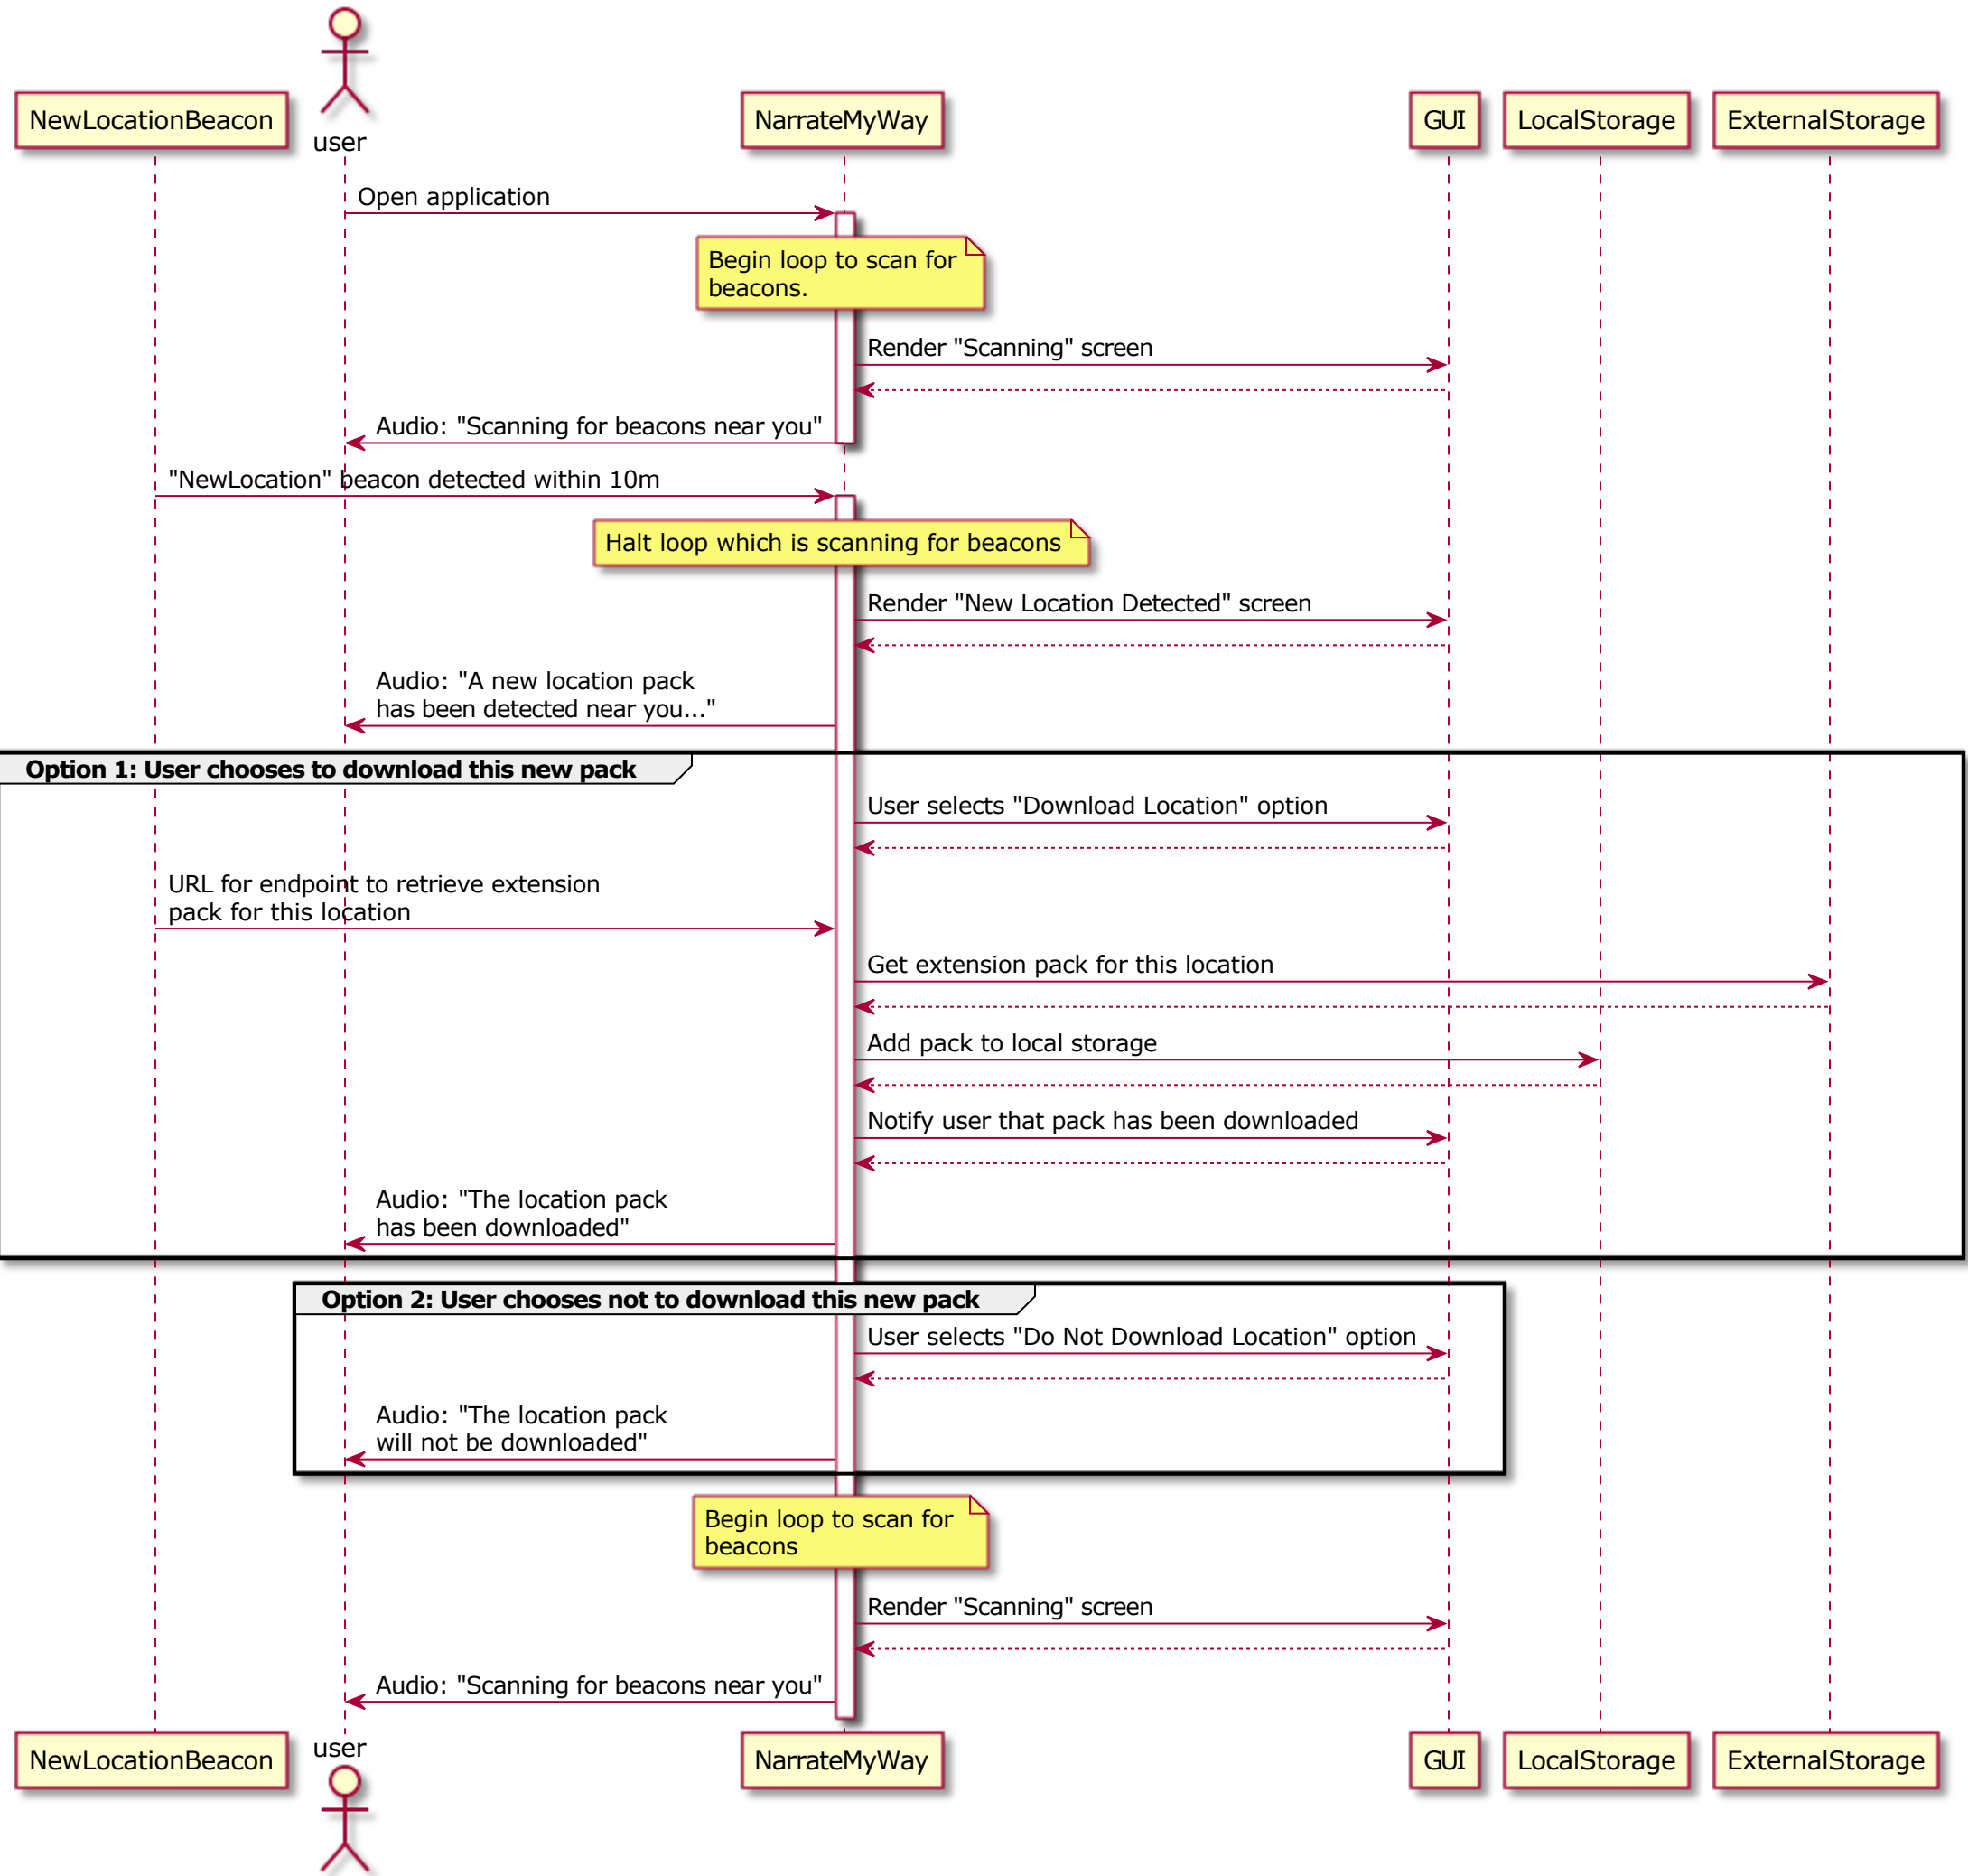 user
NewLocationBeacon
NarrateMyWay
GUI
LocalStorage
ExternalStorage
Open application
Begin loop to scan for
beacons.
Render "Scanning" screen
Audio: "Scanning for beacons near you"
"NewLocation" beacon detected within 10m
Halt loop which is scanning for beacons
Render "New Location Detected" screen
Audio: "A new location pack
has been detected near you..."
Option 1: User chooses to download this new pack
User selects "Download Location" option
URL for endpoint to retrieve extension
pack for this location
Get extension pack for this location
Add pack to local storage
Notify user that pack has been downloaded
Audio: "The location pack
has been downloaded"
Option 2: User chooses not to download this new pack
User selects "Do Not Download Location" option
Audio: "The location pack
will not be downloaded"
Begin loop to scan for
beacons
Render "Scanning" screen
Audio: "Scanning for beacons near you"
NewLocationBeacon
user
NarrateMyWay
GUI
LocalStorage
ExternalStorage